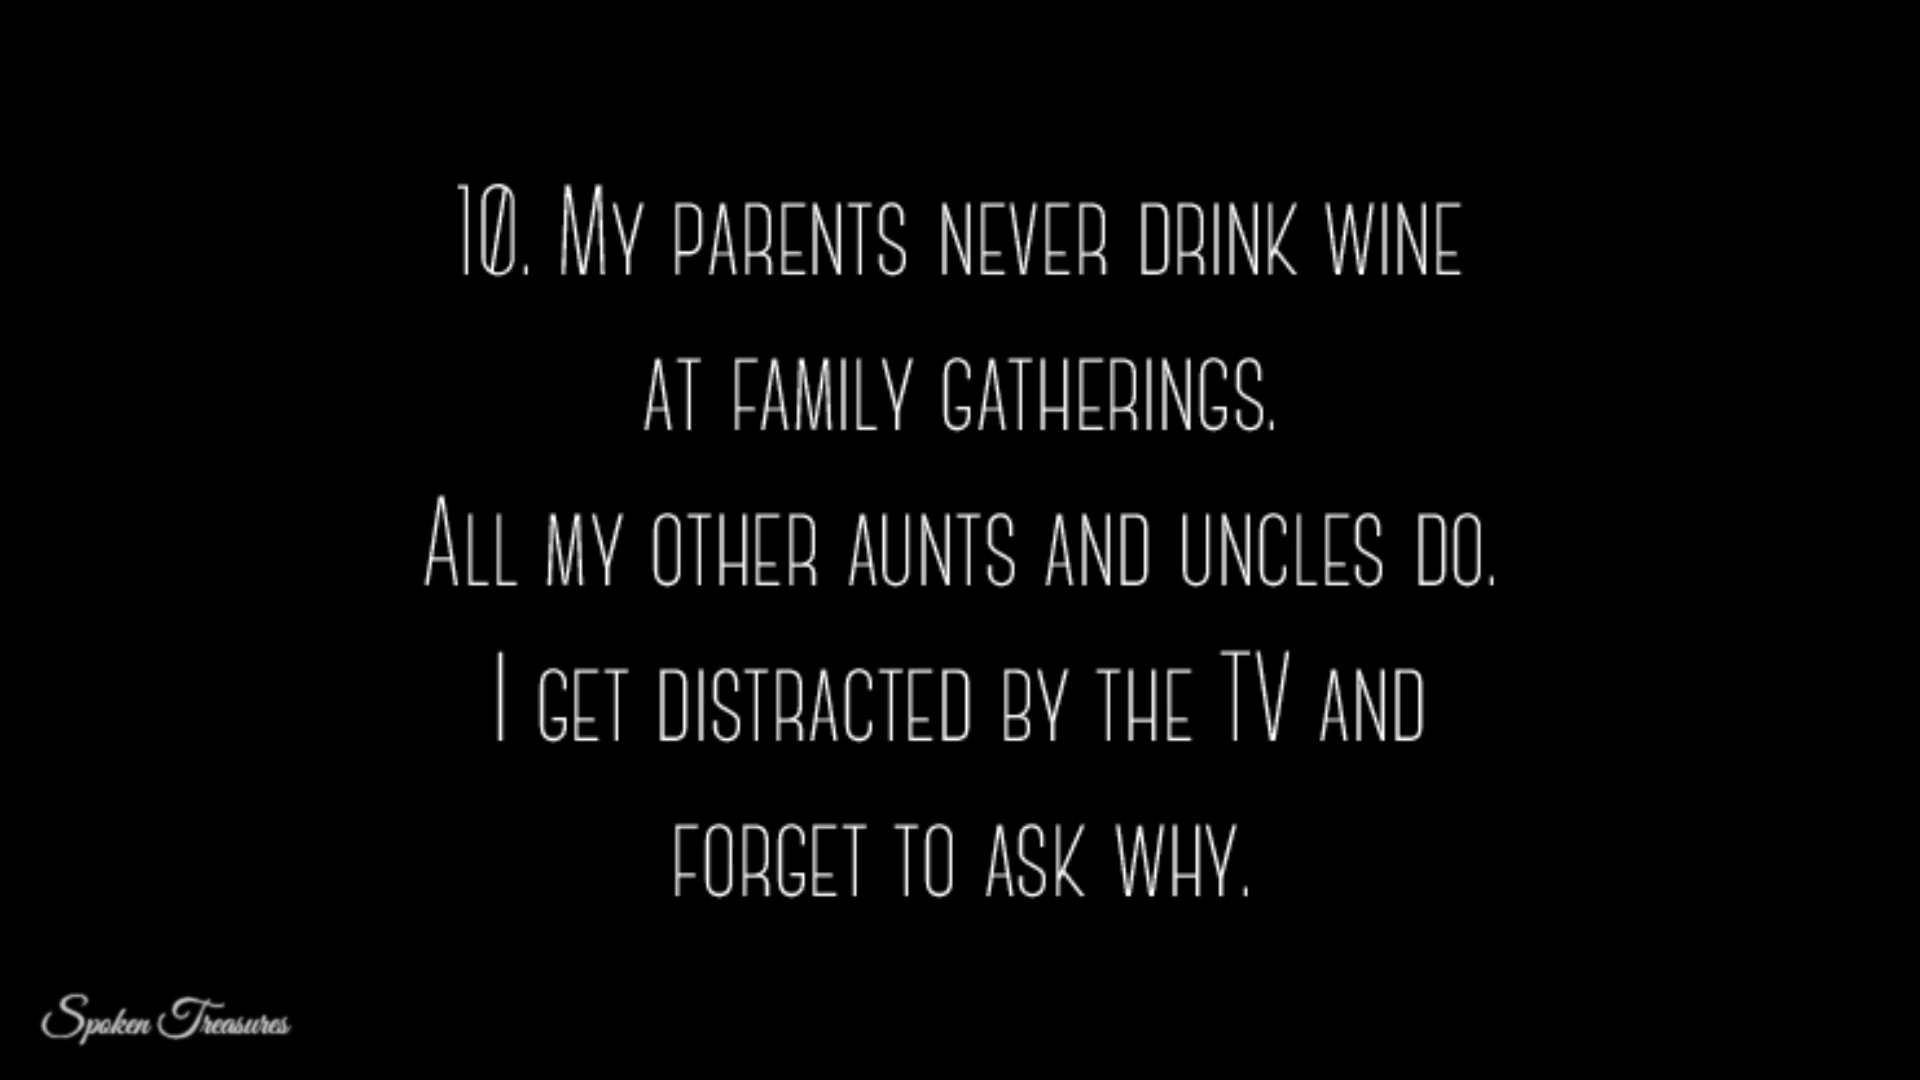 10. My parents never drink wine
at family gatherings.
All my other aunts and uncles do.
I get distracted by the TV and
forget to ask why.
Spoken Treasures